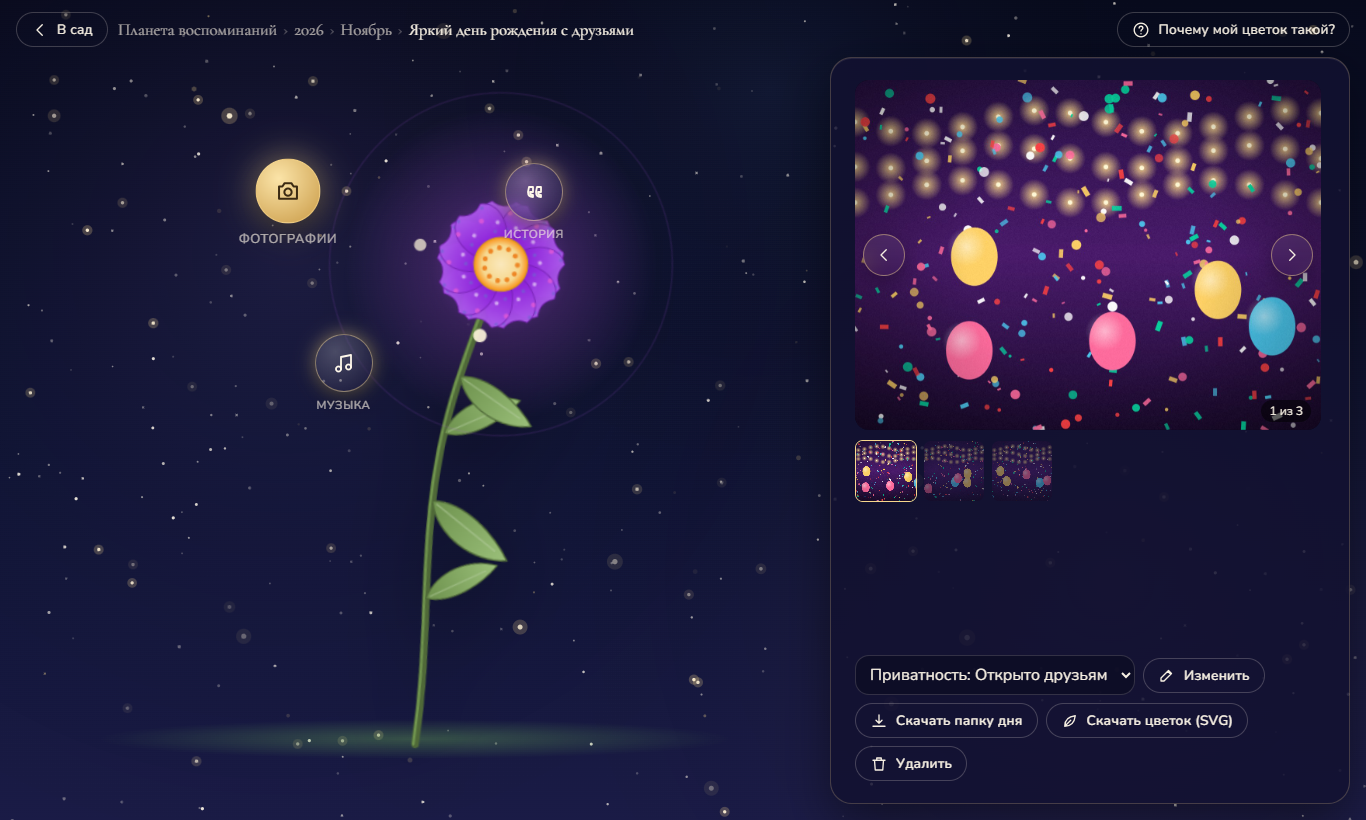 В сад
Планета воспоминаний › 2026 › Ноябрь › Яркий день рождения с друзьями
Почему мой цветок такой?
ФОТОГРАФИИ
ИСТОРИЯ
МУЗЫКА
1 из 3
Приватность: Открыто друзьям
Изменить
Скачать папку дня
Скачать цветок (SVG)
Удалить